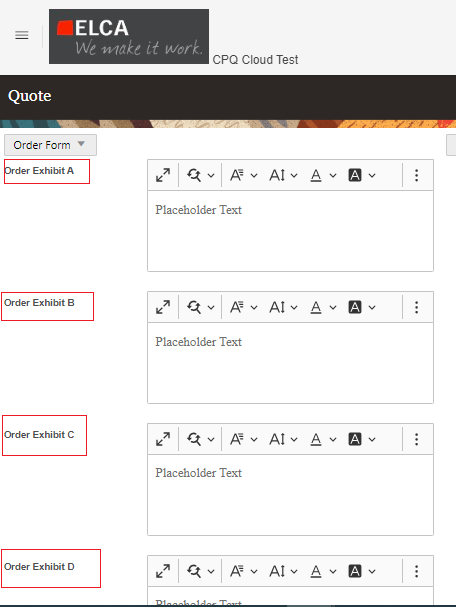 ELCA
We make it work.
CPQ Cloud Test
Quote
Order Form
Order Exhibit A
Placeholder Text
Order Exhibit B
Placeholder Text
Order Exhibit C
Placeholder Text
Order Exhibit D
Placeholder Text